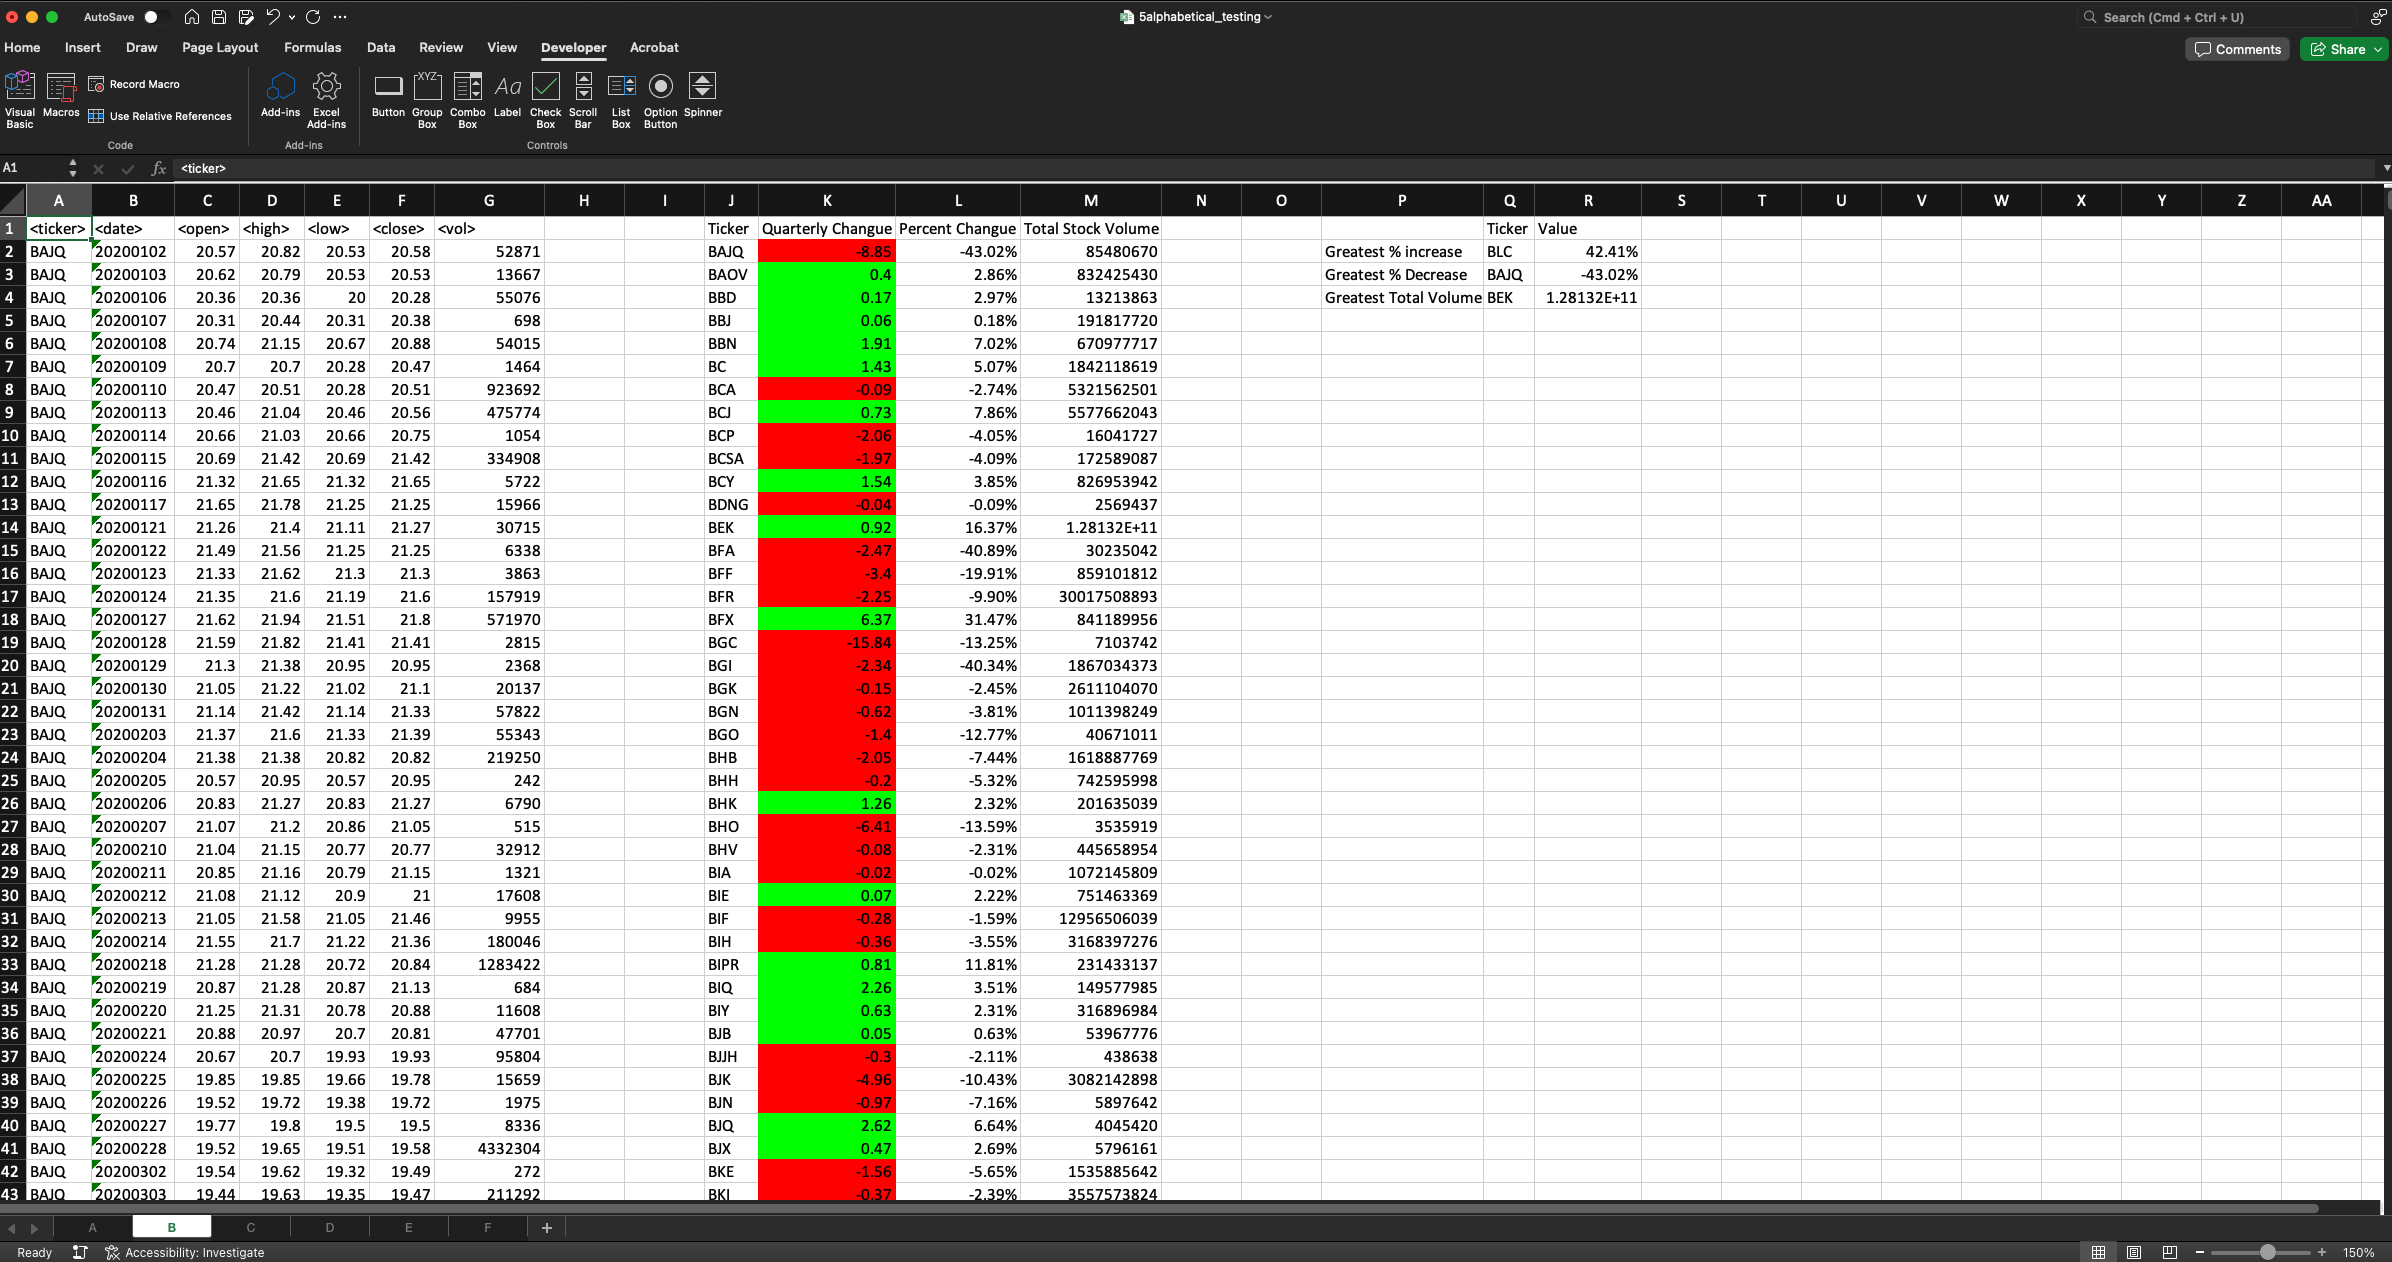 AutoSave
5alphabetical_testing
Search (Cmd + Ctrl + U)
Home Insert Draw Page Layout Formulas Data Review View Developer Acrobat
Comments Share
Visual Basic
Macros
Record Macro
Use Relative References
Add-ins
Excel Add-ins
XYZ
Aa
Button
Group Box
Combo Box
Label
Check Box
Scroll Bar
List Box
Option Button
Spinner
Code Add-ins Controls
A1 fx <ticker>
A B C D E F G H I J K L M N O P Q R S T U V W X Y Z AA
1 <ticker> <date> <open> <high> <low> <close> <vol> Ticker Quarterly Changue Percent Changue Total Stock Volume Ticker Value
2 BAJQ 20200102 20.57 20.82 20.53 20.58 52871 BAJQ -8.85 -43.02% 85480670 Greatest % increase BLC 42.41%
3 BAJQ 20200103 20.62 20.79 20.53 20.53 13667 BAOV 0.4 2.86% 832425430 Greatest % Decrease BAJQ -43.02%
4 BAJQ 20200106 20.36 20.36 20 20.28 55076 BBD 0.17 2.97% 13213863 Greatest Total Volume BEK 1.28132E+11
5 BAJQ 20200107 20.31 20.44 20.31 20.38 698 BBJ 0.06 0.18% 191817720
6 BAJQ 20200108 20.74 21.15 20.67 20.88 54015 BBN 1.91 7.02% 670977717
7 BAJQ 20200109 20.7 20.7 20.28 20.47 1464 BC 1.43 5.07% 1842118619
8 BAJQ 20200110 20.47 20.51 20.28 20.51 923692 BCA -0.09 -2.74% 5321562501
9 BAJQ 20200113 20.46 21.04 20.46 20.56 475774 BCJ 0.73 7.86% 5577662043
10 BAJQ 20200114 20.66 21.03 20.66 20.75 1054 BCP -2.06 -4.05% 16041727
11 BAJQ 20200115 20.69 21.42 20.69 21.42 334908 BCSA -1.97 -4.09% 172589087
12 BAJQ 20200116 21.32 21.65 21.32 21.65 5722 BCY 1.54 3.85% 826953942
13 BAJQ 20200117 21.65 21.78 21.25 21.25 15966 BDNG -0.04 -0.09% 2569437
14 BAJQ 20200121 21.26 21.4 21.11 21.27 30715 BEK 0.92 16.37% 1.28132E+11
15 BAJQ 20200122 21.49 21.56 21.25 21.25 6338 BFA -2.47 -40.89% 30235042
16 BAJQ 20200123 21.33 21.62 21.3 21.3 3863 BFF -3.4 -19.91% 859101812
17 BAJQ 20200124 21.35 21.6 21.19 21.6 157919 BFR -2.25 -9.90% 30017508893
18 BAJQ 20200127 21.62 21.94 21.51 21.8 571970 BFX 6.37 31.47% 841189956
19 BAJQ 20200128 21.59 21.82 21.41 21.41 2815 BGC -15.84 -13.25% 7103742
20 BAJQ 20200129 21.3 21.38 20.95 20.95 2368 BGI -2.34 -40.34% 1867034373
21 BAJQ 20200130 21.05 21.22 21.02 21.1 20137 BGK -0.15 -2.45% 2611104070
22 BAJQ 20200131 21.14 21.42 21.14 21.33 57822 BGN -0.62 -3.81% 1011398249
23 BAJQ 20200203 21.37 21.6 21.33 21.39 55343 BGO -1.4 -12.77% 40671011
24 BAJQ 20200204 21.38 21.38 20.82 20.82 219250 BHB -2.05 -7.44% 1618887769
25 BAJQ 20200205 20.57 20.95 20.57 20.95 242 BHH -0.2 -5.32% 742595998
26 BAJQ 20200206 20.83 21.27 20.83 21.27 6790 BHK 1.26 2.32% 201635039
27 BAJQ 20200207 21.07 21.2 20.86 21.05 515 BHO -6.41 -13.59% 3535919
28 BAJQ 20200210 21.04 21.15 20.77 20.77 32912 BHV -0.08 -2.31% 445658954
29 BAJQ 20200211 20.85 21.16 20.79 21.15 1321 BIA -0.02 -0.02% 1072145809
30 BAJQ 20200212 21.08 21.12 20.9 21 17608 BIE 0.07 2.22% 751463369
31 BAJQ 20200213 21.05 21.58 21.05 21.46 9955 BIF -0.28 -1.59% 12956506039
32 BAJQ 20200214 21.55 21.7 21.22 21.36 180046 BIH -0.36 -3.55% 3168397276
33 BAJQ 20200218 21.28 21.28 20.72 20.84 1283422 BIPR 0.81 11.81% 231433137
34 BAJQ 20200219 20.87 21.28 20.87 21.13 684 BIQ 2.26 3.51% 149577985
35 BAJQ 20200220 21.25 21.31 20.78 20.88 11608 BIY 0.63 2.31% 316896984
36 BAJQ 20200221 20.88 20.97 20.7 20.81 47701 BJB 0.05 0.63% 53967776
37 BAJQ 20200224 20.67 20.7 19.93 19.93 95804 BJJH -0.3 -2.11% 438638
38 BAJQ 20200225 19.85 19.85 19.66 19.78 15659 BJK -4.96 -10.43% 3082142898
39 BAJQ 20200226 19.52 19.72 19.38 19.72 1975 BJN -0.97 -7.16% 5897642
40 BAJQ 20200227 19.77 19.8 19.5 19.5 8336 BJQ 2.62 6.64% 4045420
41 BAJQ 20200228 19.52 19.65 19.51 19.58 4332304 BJX 0.47 2.69% 5796161
42 BAJQ 20200302 19.54 19.62 19.32 19.49 272 BKE -1.56 -5.65% 1535885642
43 BAJQ 20200303 19.44 19.63 19.35 19.47 211292 BKI -0.37 -2.39% 3557573824
A B C D E F +
Ready Accessibility: Investigate 150%